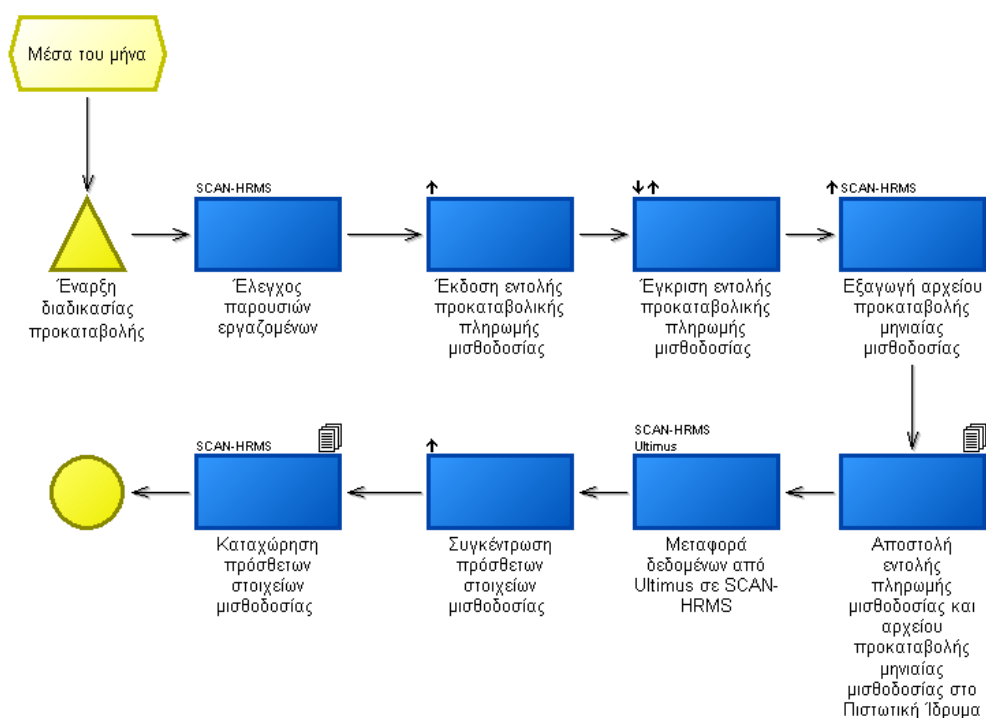 Μέσα του μήνα
SCAN-HRMS
SCAN-HRMS
Έναρξη
διαδικασίας
προκαταβολής
Έλεγχος
παρουσιών
εργαζομένων
Έκδοση εντολής
προκαταβολικής
πληρωμής
μισθοδοσίας
Έγκριση εντολής
προκαταβολικής
πληρωμής
μισθοδοσίας
Εξαγωγή αρχείου
προκαταβολής
μηνιαίας
μισθοδοσίας
SCAN-HRMS
SCAN-HRMS
Ultimus
Καταχώρηση
πρόσθετων
στοιχείων
μισθοδοσίας
Συγκέντρωση
πρόσθετων
στοιχείων
μισθοδοσίας
Μεταφορά
δεδομένων από
Ultimus σε SCAN-
HRMS
Αποστολή
εντολής
πληρωμής
μισθοδοσίας και
αρχείου
προκαταβολής
μηνιαίας
μισθοδοσίας στο
Πιστωτική Ίδρυμα